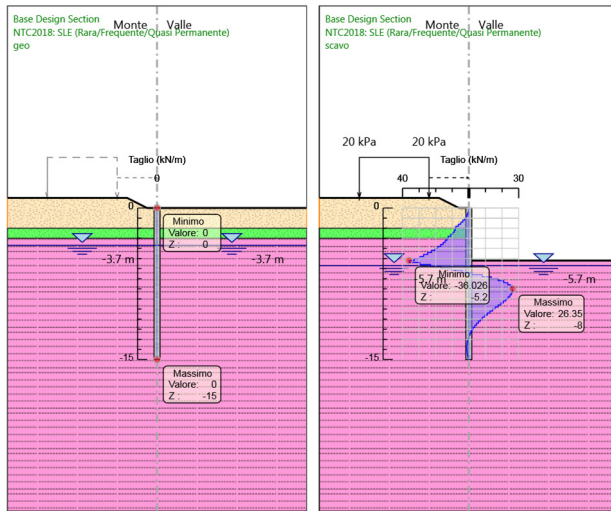 Base Design Section
NTC2018: SLE (Rara/Frequente/Quasi Permanente)
geo
Monte Valle
Taglio (kN/m)
0
0
Minimo
Valore: 0
Z : 0
-3.7 m
-3.7 m
-15
Massimo
Valore: 0
Z : -15
Base Design Section
NTC2018: SLE (Rara/Frequente/Quasi Permanente)
scavo
Monte Valle
20 kPa 20 kPa
Taglio (kN/m)
40 30
0
Minimo
Valore: -36.026
Z : -5.2
-5.7 m
Massimo
Valore: 26.35
Z : -8
-15